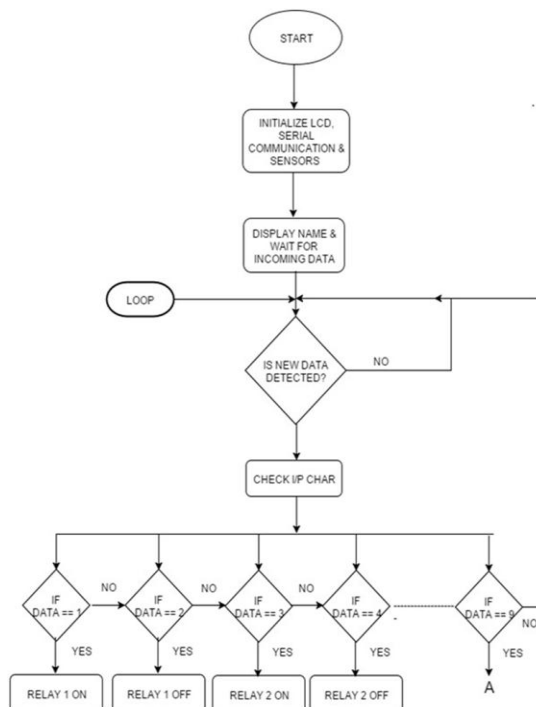 START
INITIALIZE LCD,
SERIAL
COMMUNICATION &
SENSORS
DISPLAY NAME &
WAIT FOR
INCOMING DATA
LOOP
IS NEW DATA
DETECTED?
NO
CHECK I/P CHAR
IF
DATA == 1
NO
IF
DATA == 2
NO
IF
DATA == 3
NO
IF
DATA == 4
IF
DATA == 9
NO
YES
YES
YES
YES
YES
RELAY 1 ON
RELAY 1 OFF
RELAY 2 ON
RELAY 2 OFF
A